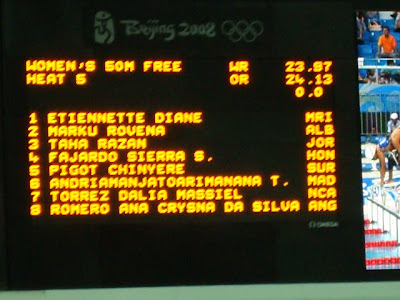 Beijing 2008
WOMEN'S 50M FREE WR 23.97
HEAT 5 OR 24.13
0.0
1 ETIENNETTE DIANE MRI
2 MARKU ROVENA ALB
3 TAHA RAZAN JOR
4 FAJARDO SIERRA S. HON
5 PIGOT CHINYERE SUR
6 ANDRIAMANJATOARIMANANA T. MAD
7 TORREZ DALIA MASSIEL NCA
8 ROMERO ANA CRYSNA DA SILVA ANG
Ω OMEGA